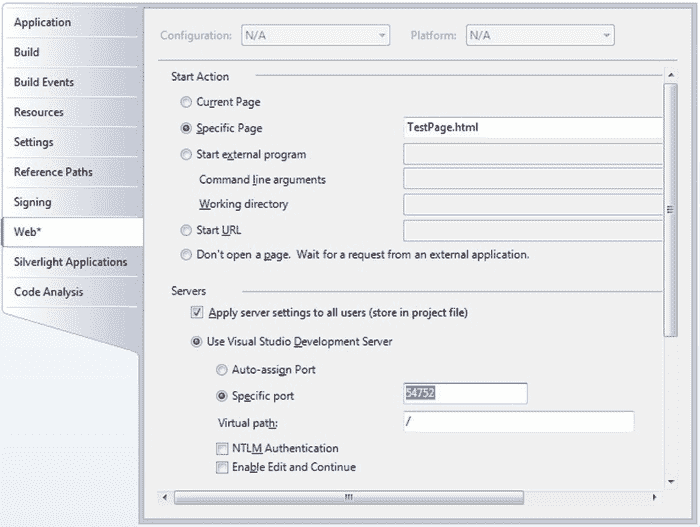 Application
Build
Build Events
Resources
Settings
Reference Paths
Signing
Web*
Silverlight Applications
Code Analysis
Configuration: N/A Platform: N/A
Start Action
Current Page
Specific Page TestPage.html
Start external program
Command line arguments
Working directory
Start URL
Don't open a page. Wait for a request from an external application.
Servers
Apply server settings to all users (store in project file)
Use Visual Studio Development Server
Auto-assign Port
Specific port 54752
Virtual path: /
NTLM Authentication
Enable Edit and Continue